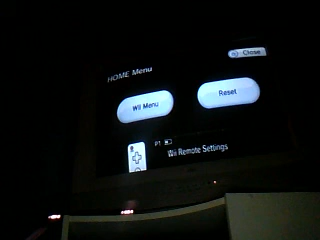 Close
HOME Menu
Wii Menu
Reset
P1
Wii Remote Settings